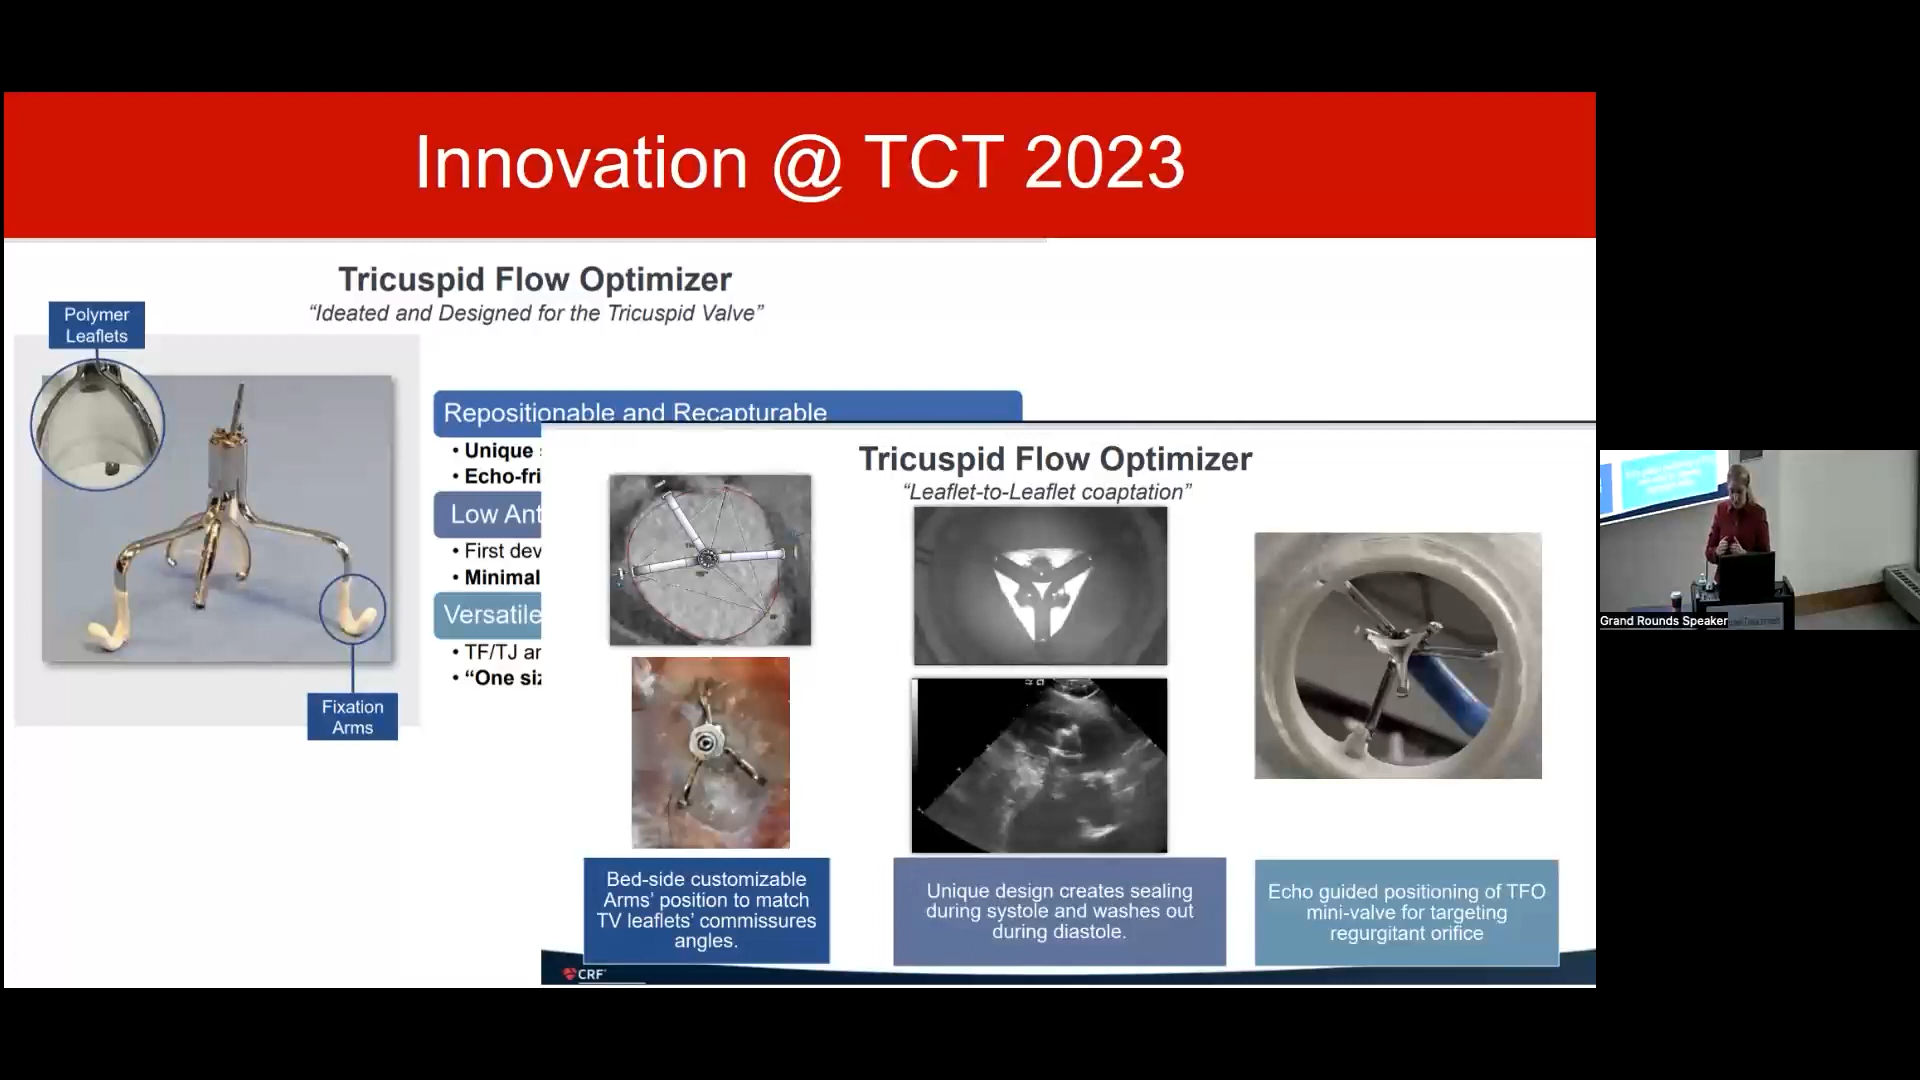 Innovation @ TCT 2023
Tricuspid Flow Optimizer
“Ideated and Designed for the Tricuspid Valve”
Polymer
Leaflets
Fixation
Arms
Repositionable and Recapturable
• Unique
• Echo-fri
Low Ant
• First dev
• Minimal
Versatile
• TF/TJ ar
• “One siz
Tricuspid Flow Optimizer
“Leaflet-to-Leaflet coaptation”
Bed-side customizable
Arms’ position to match
TV leaflets’ commissures
angles.
Unique design creates sealing
during systole and washes out
during diastole.
Echo guided positioning of TFO
mini-valve for targeting
regurgitant orifice
CRF
Grand Rounds Speaker